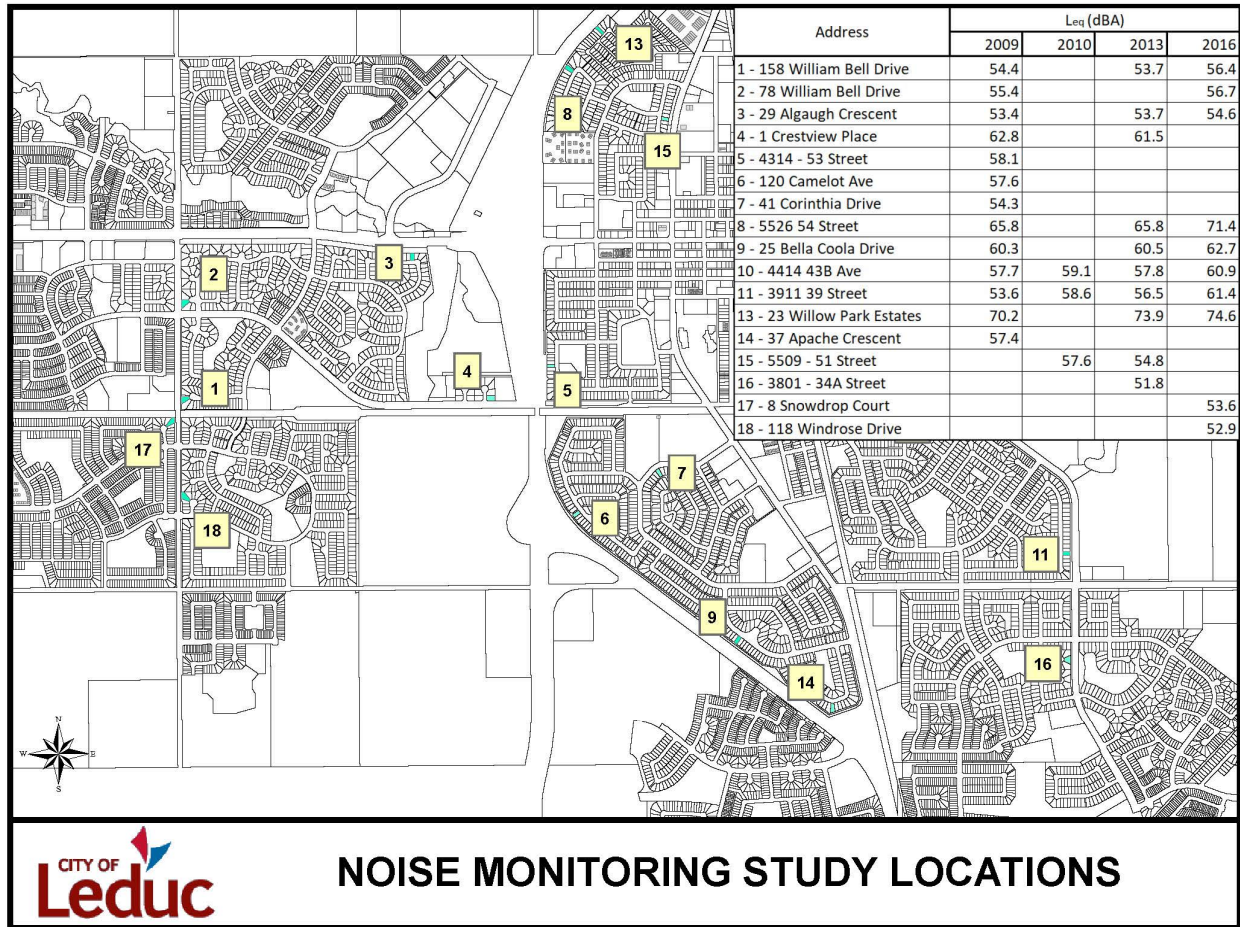 Address Leq (dBA)
2009 2010 2013 2016
1 - 158 William Bell Drive 54.4 53.7 56.4
2 - 78 William Bell Drive 55.4 56.7
3 - 29 Algaugh Crescent 53.4 53.7 54.6
4 - 1 Crestview Place 62.8 61.5
5 - 4314 - 53 Street 58.1
6 - 120 Camelot Ave 57.6
7 - 41 Corinthia Drive 54.3
8 - 5526 54 Street 65.8 65.8 71.4
9 - 25 Bella Coola Drive 60.3 60.5 62.7
10 - 4414 43B Ave 57.7 59.1 57.8 60.9
11 - 3911 39 Street 53.6 58.6 56.5 61.4
13 - 23 Willow Park Estates 70.2 73.9 74.6
14 - 37 Apache Crescent 57.4
15 - 5509 - 51 Street 57.6 54.8
16 - 3801 - 34A Street 51.8
17 - 8 Snowdrop Court 53.6
18 - 118 Windrose Drive 52.9
13
8
15
3
2
4
1
5
17
7
6
18
11
9
16
14
N
W E
S
CITY OF
Leduc
NOISE MONITORING STUDY LOCATIONS